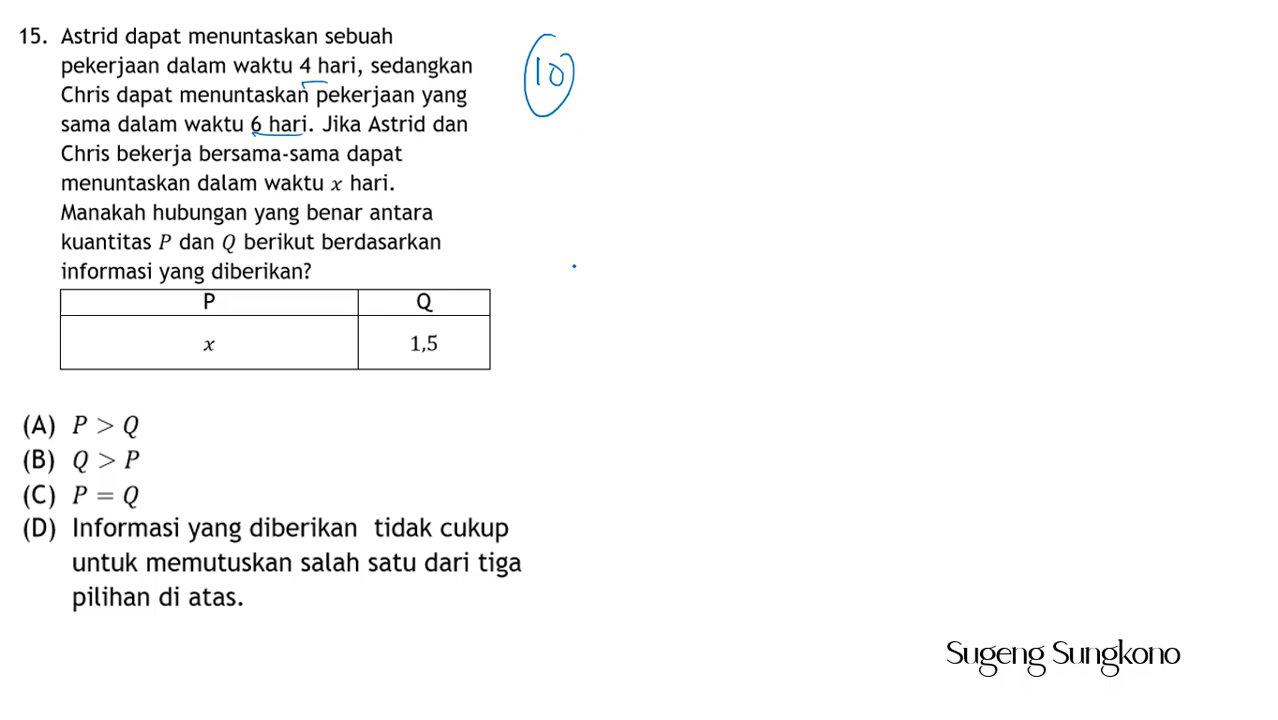 15. Astrid dapat menuntaskan sebuah
pekerjaan dalam waktu 4 hari, sedangkan
Chris dapat menuntaskan pekerjaan yang
sama dalam waktu 6 hari. Jika Astrid dan
Chris bekerja bersama-sama dapat
menuntaskan dalam waktu x hari.
Manakah hubungan yang benar antara
kuantitas P dan Q berikut berdasarkan
informasi yang diberikan?
P Q
x 1,5
(A) P > Q
(B) Q > P
(C) P = Q
(D) Informasi yang diberikan tidak cukup
untuk memutuskan salah satu dari tiga
pilihan di atas.
10
Sugeng Sungkono